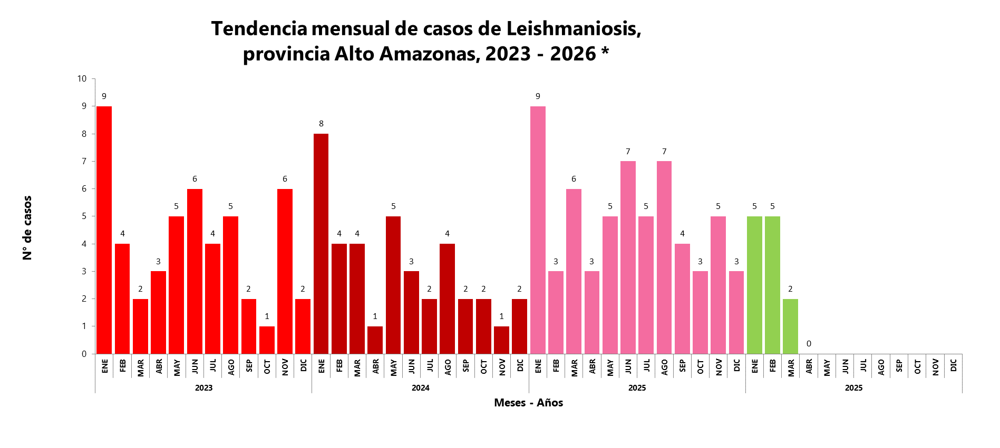 Tendencia mensual de casos de Leishmaniosis,
provincia Alto Amazonas, 2023 - 2026 *
N° de casos
10
9
8
7
6
5
4
3
2
1
0
9 4 2 3 5 6 4 5 2 1 6 2 8 4 4 1 5 3 2 4 2 2 1 2 9 3 6 3 5 7 5 7 4 3 5 3 5 5 2 0
ENE FEB MAR ABR MAY JUN JUL AGO SEP OCT NOV DIC ENE FEB MAR ABR MAY JUN JUL AGO SEP OCT NOV DIC ENE FEB MAR ABR MAY JUN JUL AGO SEP OCT NOV DIC ENE FEB MAR ABR MAY JUN JUL AGO SEP OCT NOV DIC
2023 2024 2025 2025
Meses - Años